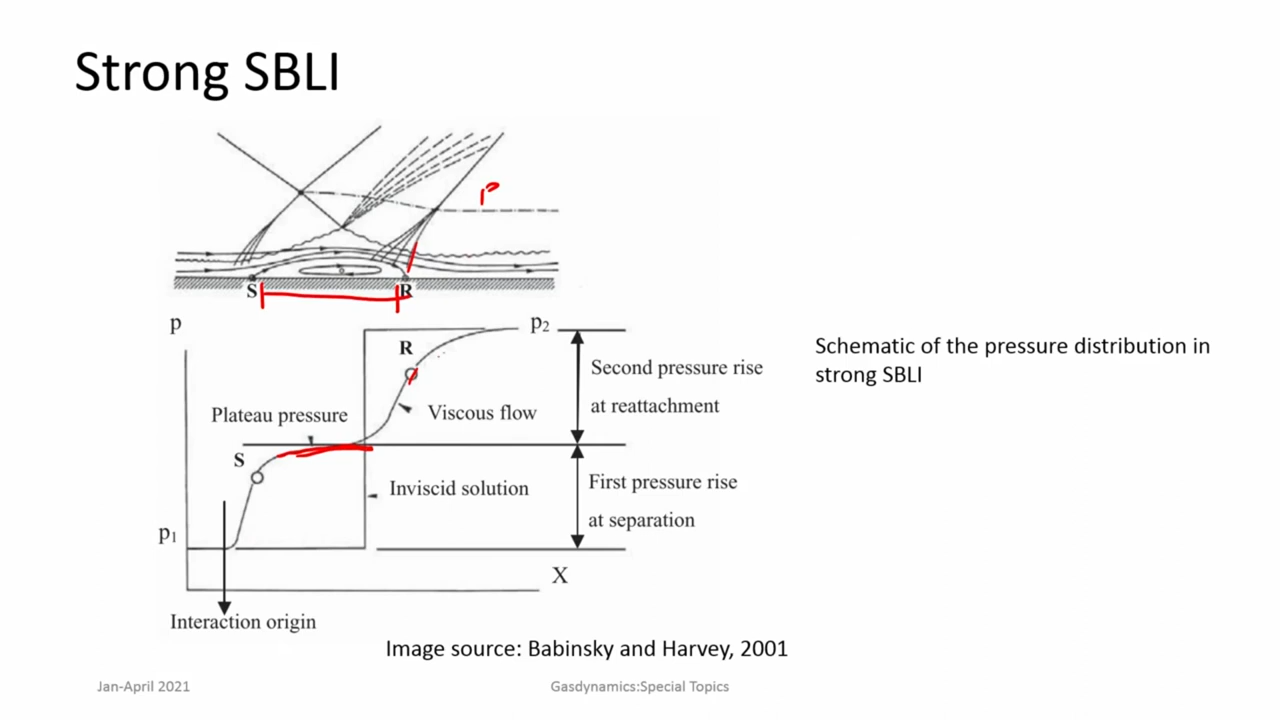 Strong SBLI
S
R
p
p2
R
Second pressure rise
at reattachment
Plateau pressure
Viscous flow
S
Inviscid solution
First pressure rise
at separation
p1
X
Interaction origin
Schematic of the pressure distribution in
strong SBLI
Image source: Babinsky and Harvey, 2001
Jan-April 2021
Gasdynamics:Special Topics